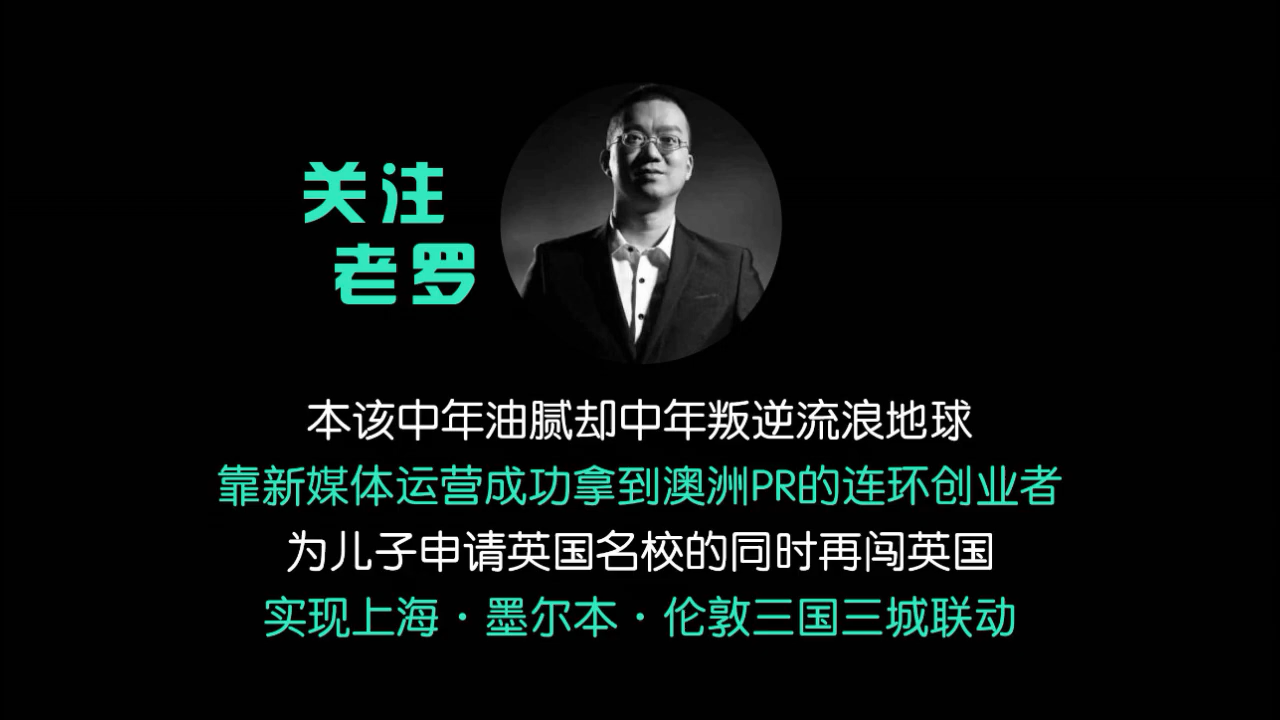 关注
老罗
本该中年油腻却中年叛逆流浪地球
靠新媒体运营成功拿到澳洲PR的连环创业者
为儿子申请英国名校的同时再闯英国
实现上海·墨尔本·伦敦三国三城联动